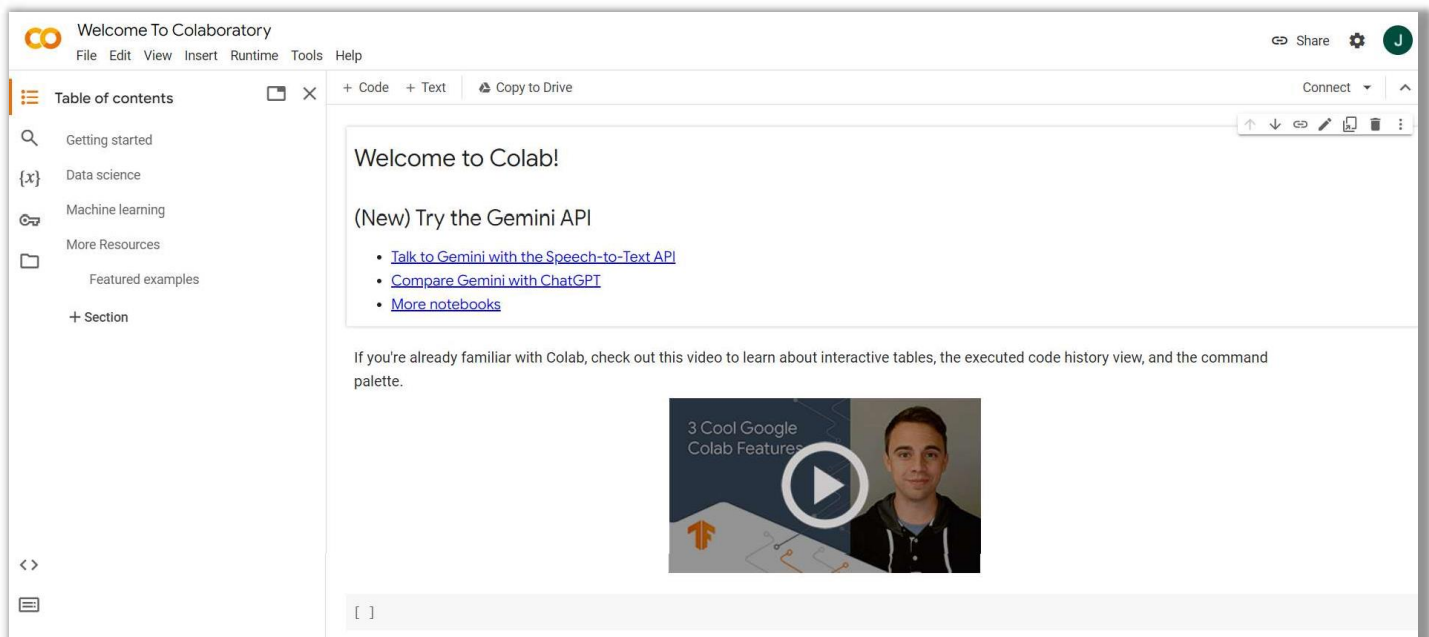 Welcome To Colaboratory
File Edit View Insert Runtime Tools Help
Share
J
Table of contents
+ Code + Text Copy to Drive
Connect
Getting started
{x} Data science
Machine learning
More Resources
Featured examples
+ Section
Welcome to Colab!
(New) Try the Gemini API
• Talk to Gemini with the Speech-to-Text API
• Compare Gemini with ChatGPT
• More notebooks
If you're already familiar with Colab, check out this video to learn about interactive tables, the executed code history view, and the command
palette.
3 Cool Google
Colab Features
[ ]